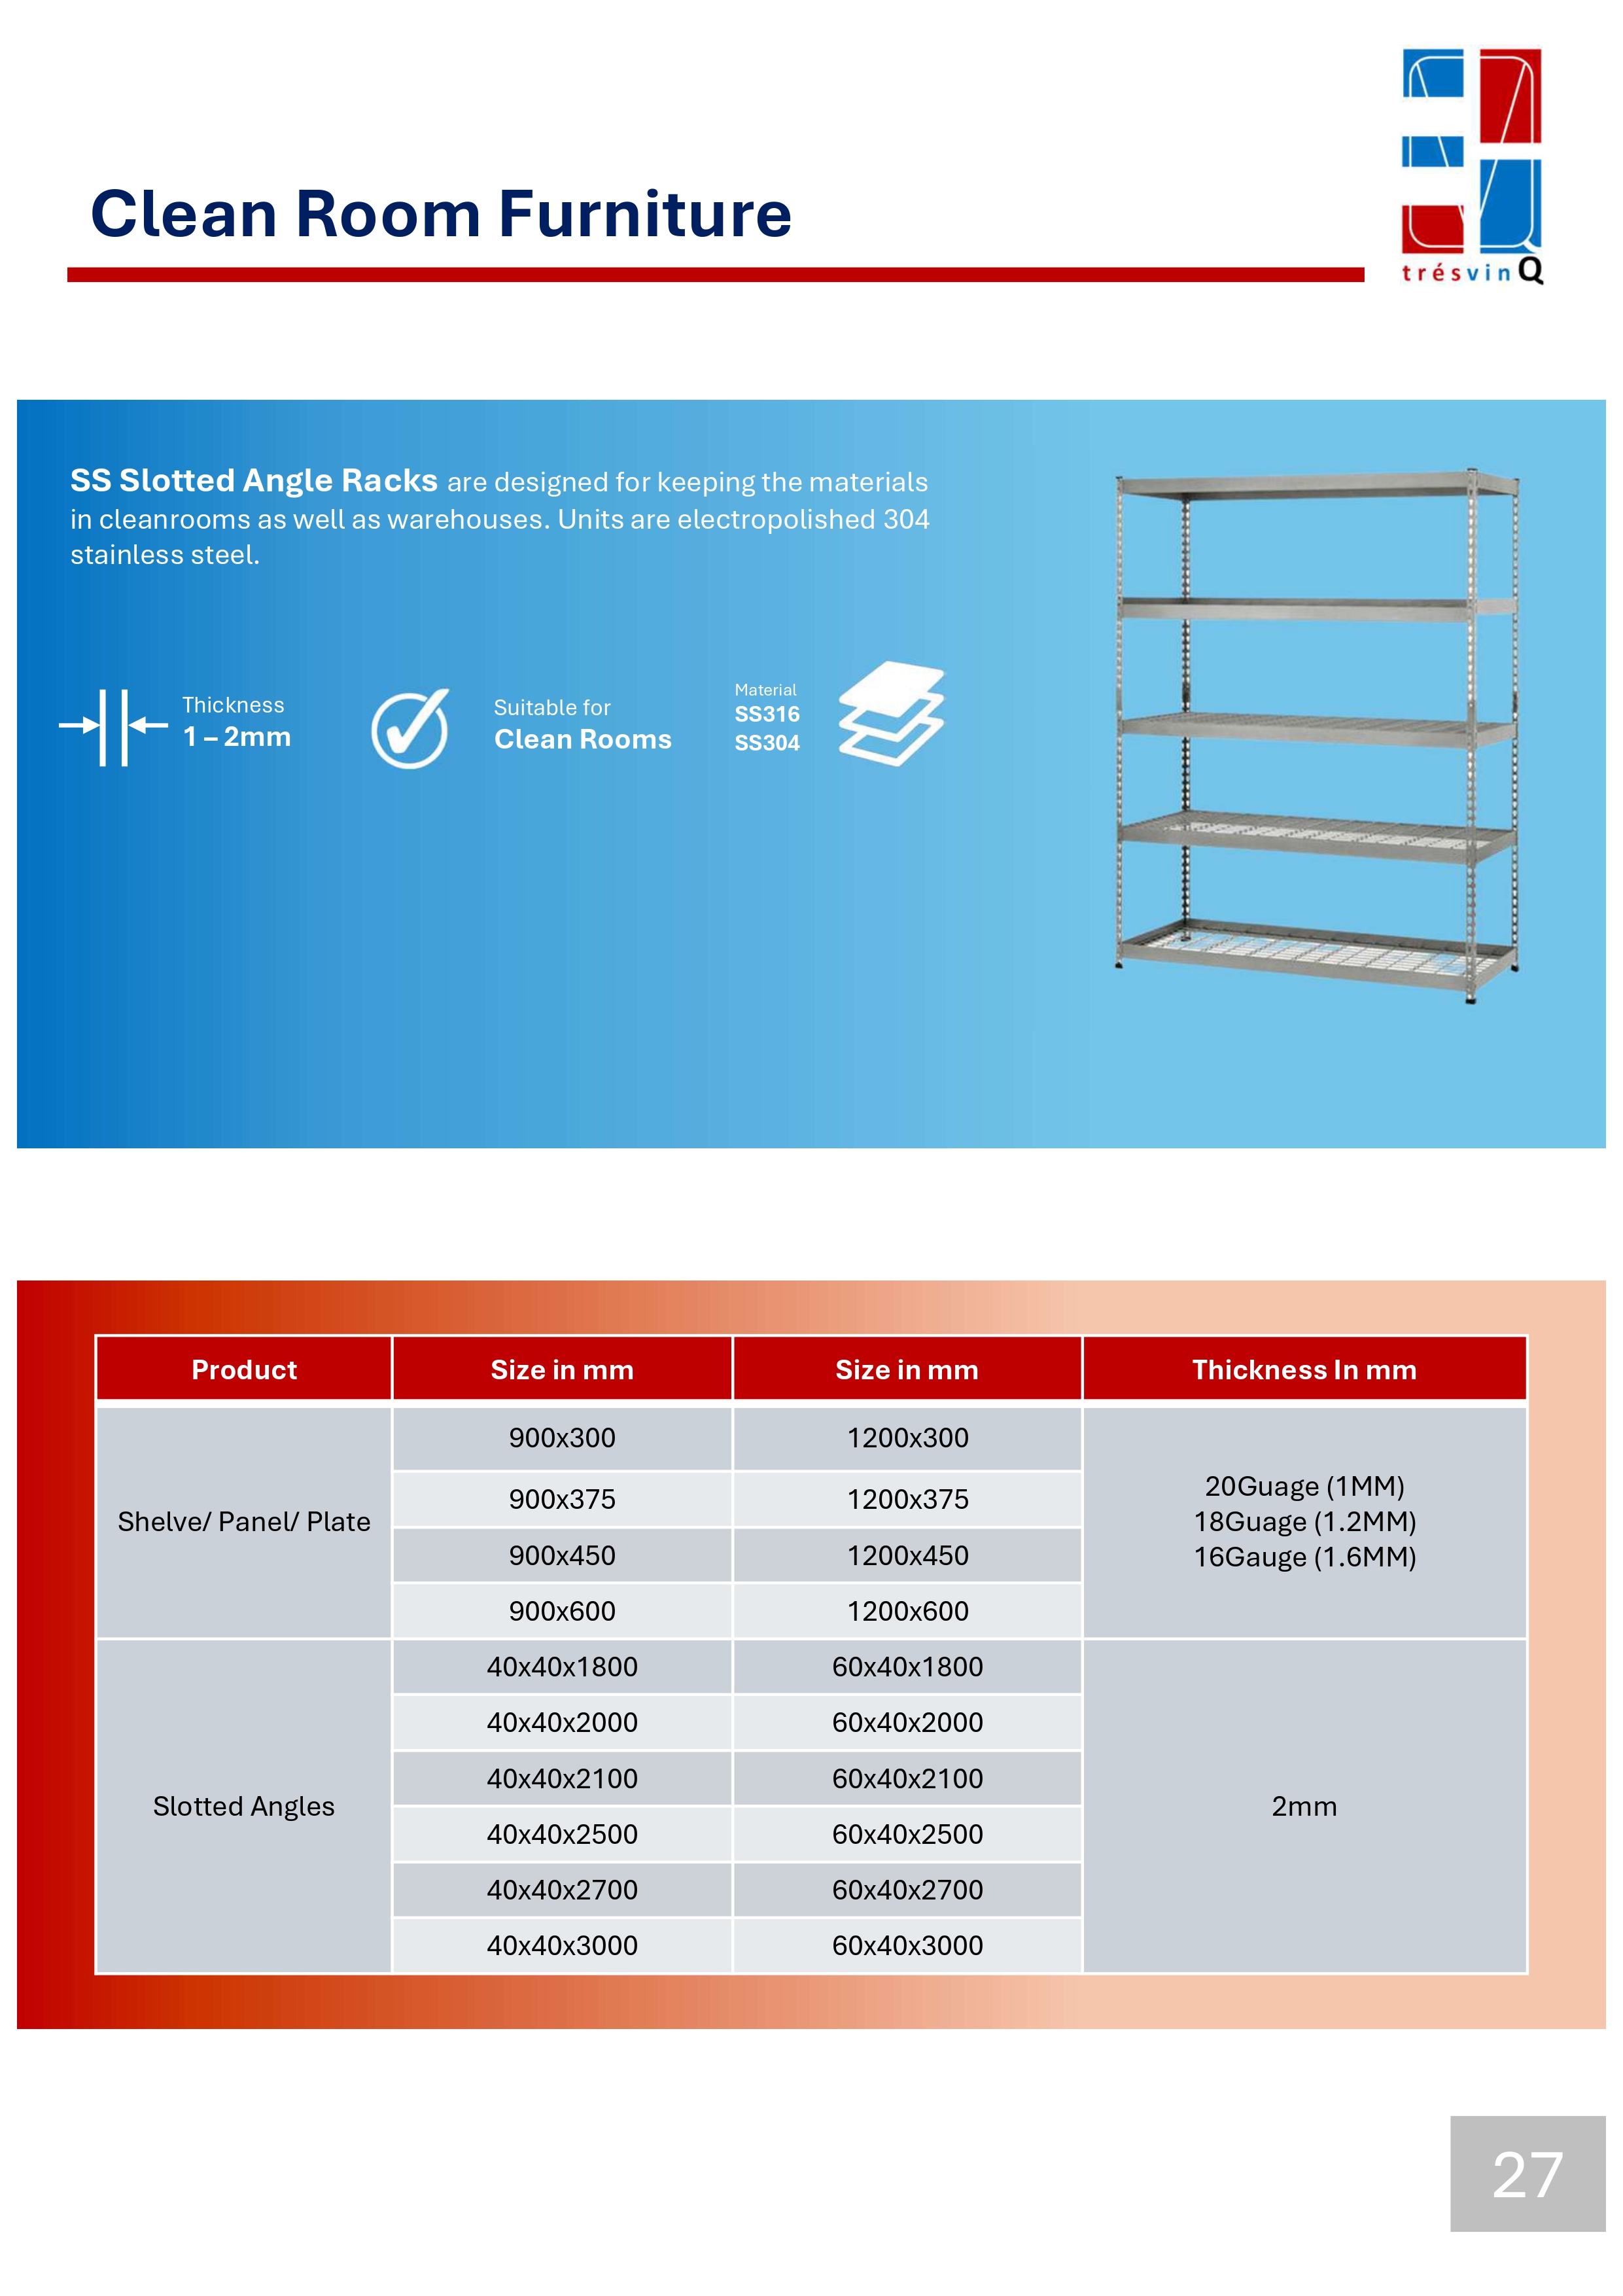 Clean Room Furniture
trésvinQ
SS Slotted Angle Racks are designed for keeping the materials
in cleanrooms as well as warehouses. Units are electropolished 304
stainless steel.
Thickness
1 – 2mm
Suitable for
Clean Rooms
Material
SS316
SS304
Product Size in mm Size in mm Thickness In mm
Shelve/ Panel/ Plate
900x300 1200x300
900x375 1200x375
900x450 1200x450
900x600 1200x600
20Guage (1MM)
18Guage (1.2MM)
16Gauge (1.6MM)
Slotted Angles
40x40x1800 60x40x1800
40x40x2000 60x40x2000
40x40x2100 60x40x2100
40x40x2500 60x40x2500
40x40x2700 60x40x2700
40x40x3000 60x40x3000
2mm
27